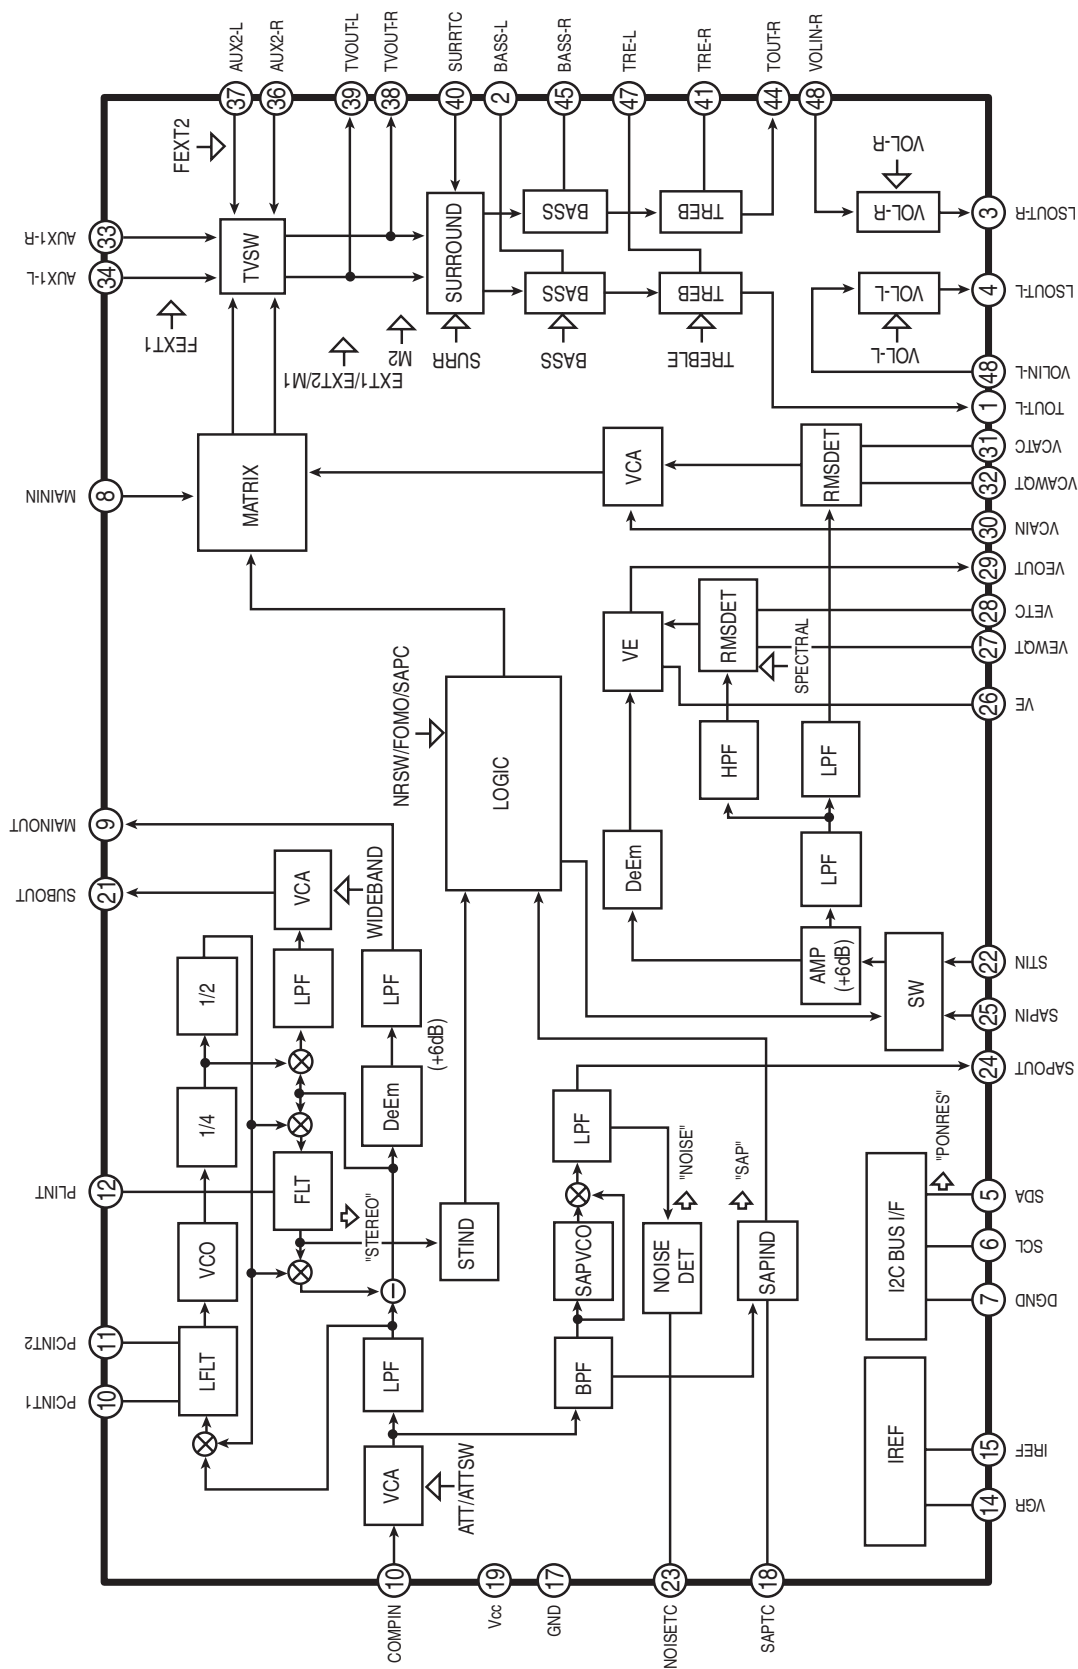 AUX2-L
AUX2-R
TVOUT-L
TVOUT-R
SURRTC
BASS-L
BASS-R
TRE-L
TRE-R
TOUT-R
VOLIN-R
37
36
39
38
40
2
45
47
41
44
48
FEXT2
AUX1-R
33
AUX1-L
34
TVSW
SURROUND
BASS
TREB
VOL-R
VOL-R
3
LSOUT-R
FEXT1
EXT1/EXT2/M1
M2
SURR
BASS
BASS
TREB
TREBLE
VOL-L
VOL-L
4
LSOUT-L
48
VOLIN-L
1
TOUT-L
MAININ
8
MATRIX
VCA
RMSDET
31
VCATC
32
VCAWQT
30
VCAIN
29
VEOUT
VE
RMSDET
SPECTRAL
28
VETC
27
VEWQT
26
VE
NRSW/FOMO/SAPC
LOGIC
HPF
LPF
MAINOUT
9
SUBOUT
21
VCA
WIDEBAND
DeEm
LPF
1/2
LPF
LPF
(+6dB)
AMP
(+6dB)
SW
22
STIN
25
SAPIN
24
SAPOUT
1/4
DeEm
LPF
PLINT
12
FLT
"STEREO"
"NOISE"
"SAP"
I2C BUS I/F
"PONRES"
5
SDA
6
SCL
7
DGND
VCO
STIND
SAPVCO
NOISE
DET
SAPIND
PCINT2
11
PCINT1
10
LFLT
LPF
BPF
IREF
15
IREF
14
VGR
VCA
ATT/ATTSW
10
19
17
23
18
COMPIN
Vcc
GND
NOISETC
SAPTC